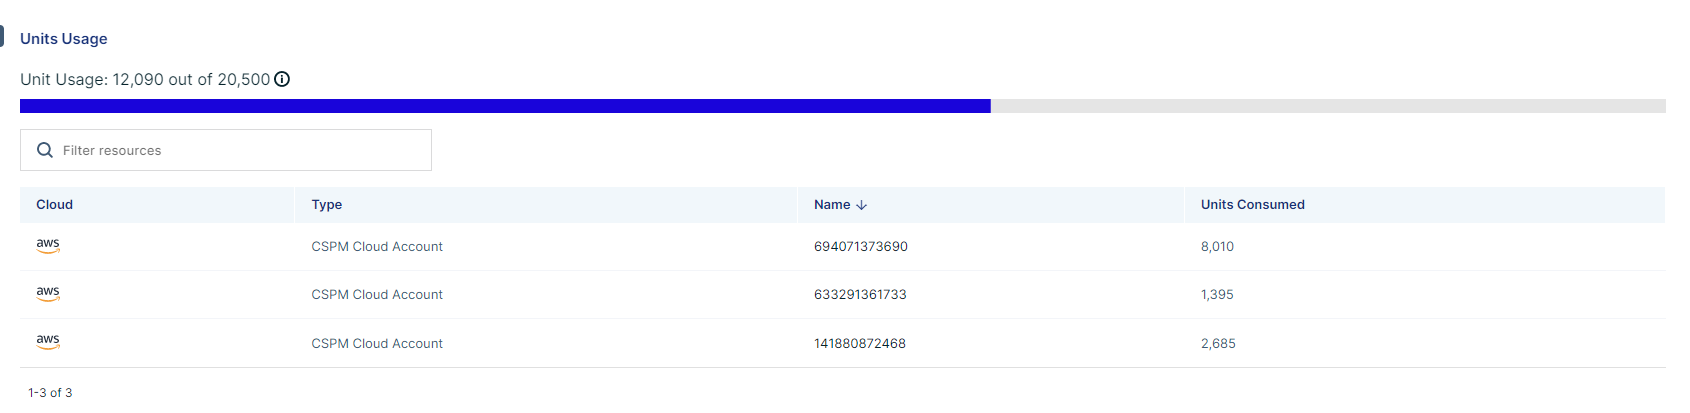 Units Usage
Unit Usage: 12,090 out of 20,500
Filter resources
Cloud Type Name Units Consumed
aws CSPM Cloud Account 694071373690 8,010
aws CSPM Cloud Account 633291361733 1,395
aws CSPM Cloud Account 141880872468 2,685
1-3 of 3